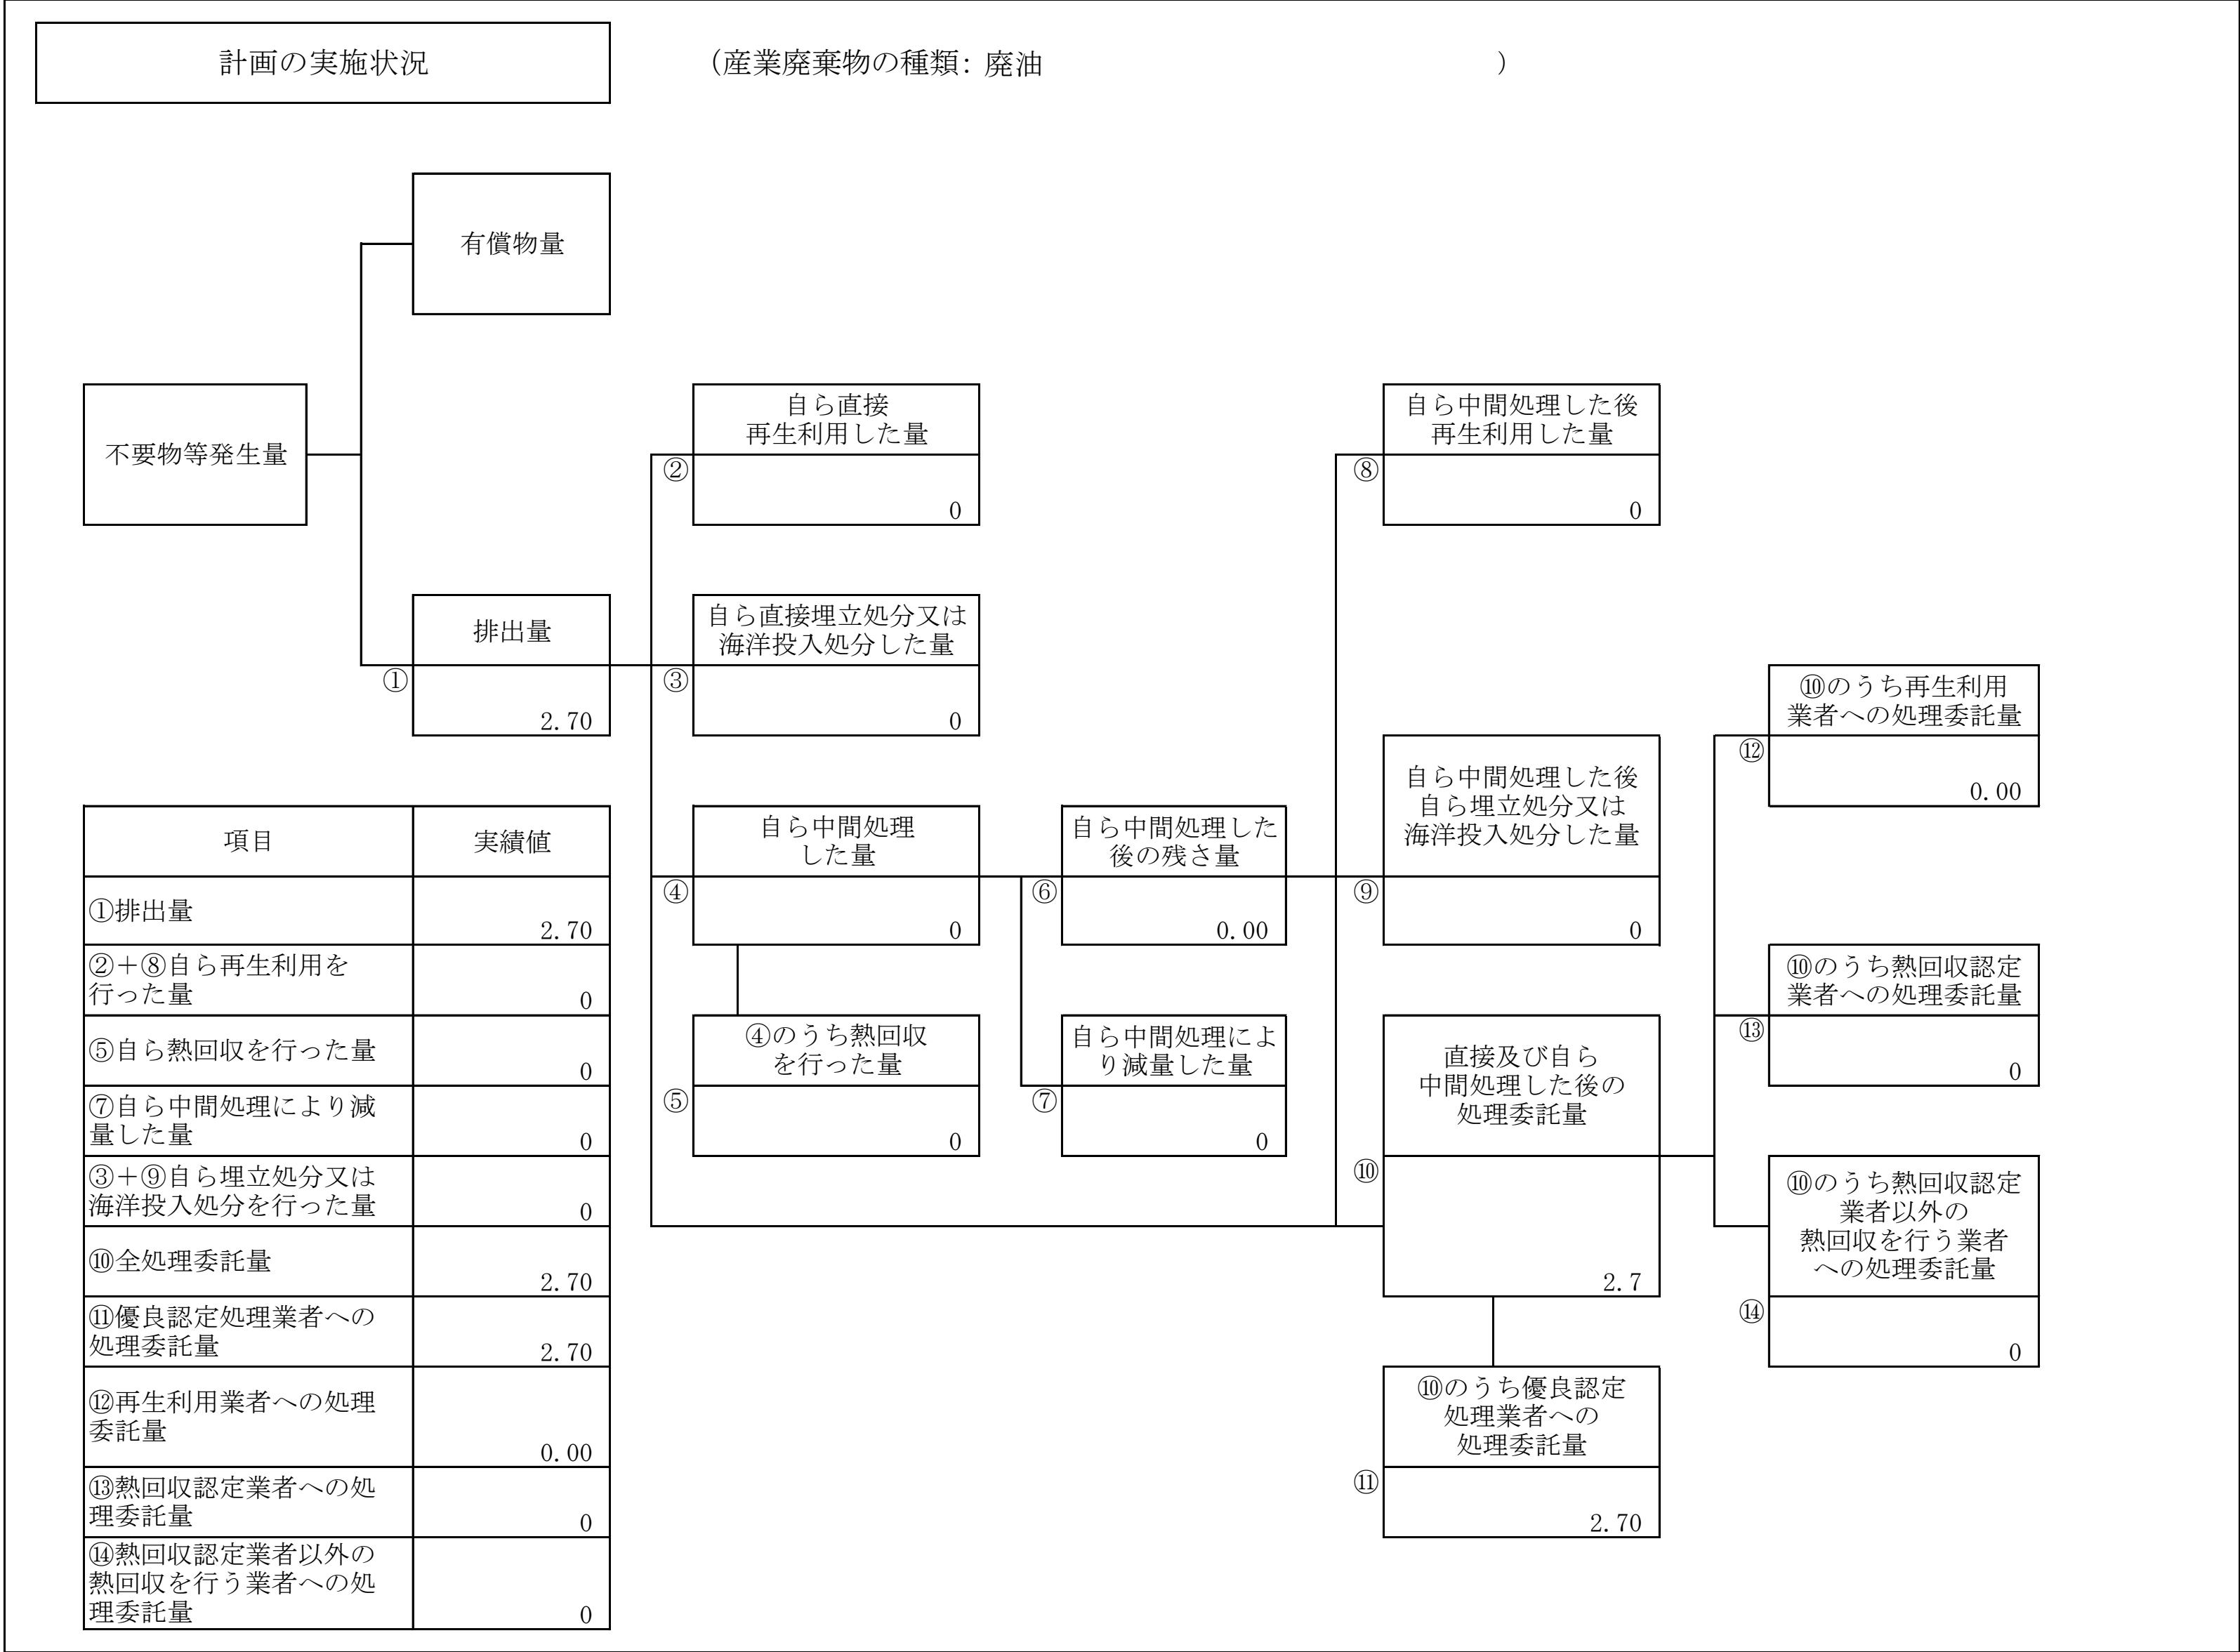 計画の実施状況
（産業廃棄物の種類：廃油　）
有償物量
不要物等発生量
自ら直接
再生利用した量
②
0
自ら中間処理した後
再生利用した量
⑧
0
排出量
①
2.70
自ら直接埋立処分又は
海洋投入処分した量
③
0
⑩のうち再生利用
業者への処理委託量
⑫
0.00
自ら中間処理した後
自ら埋立処分又は
海洋投入処分した量
⑨
0
自ら中間処理
した量
④
0
自ら中間処理した
後の残さ量
⑥
0.00
⑩のうち熱回収認定
業者への処理委託量
⑬
0
④のうち熱回収
を行った量
⑤
0
自ら中間処理によ
り減量した量
⑦
0
直接及び自ら
中間処理した後の
処理委託量
⑩
2.7
⑩のうち熱回収認定
業者以外の
熱回収を行う業者
への処理委託量
⑭
0
⑩のうち優良認定
処理業者への
処理委託量
⑪
2.70
項目 実績値
①排出量
2.70
②＋⑧自ら再生利用を
行った量
0
⑤自ら熱回収を行った量
0
⑦自ら中間処理により減
量した量
0
③＋⑨自ら埋立処分又は
海洋投入処分を行った量
0
⑩全処理委託量
2.70
⑪優良認定処理業者への
処理委託量
2.70
⑫再生利用業者への処理
委託量
0.00
⑬熱回収認定業者への処
理委託量
0
⑭熱回収認定業者以外の
熱回収を行う業者への処
理委託量
0